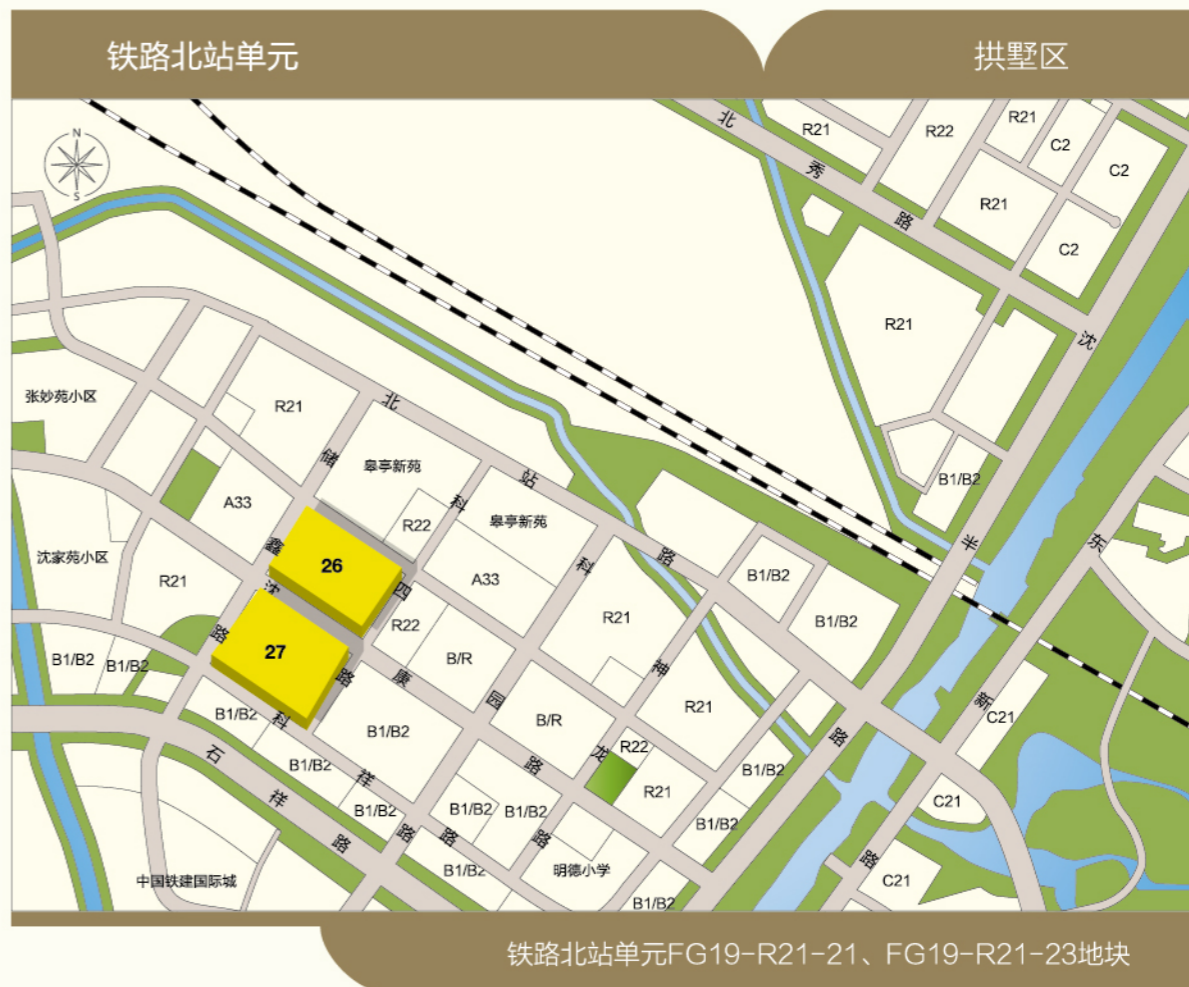 铁路北站单元
拱墅区
N
S
北秀路
R21
R22
R21
C2
C2
R21
C2
R21
沈半路
B1/B2
东新路
张妙苑小区
R21
北站路
储鑫路
皋亭新苑
R22
科园路
皋亭新苑
A33
A33
26
沈家苑小区
R21
27
科四路
R22
B/R
沈庚路
科
R21
B1/B2
B1/B2
神龙路
R21
B/R
R22
R21
B1/B2
B1/B2
B1/B2
B1/B2
B1/B2
科祥路
B1/B2
B1/B2
B1/B2
B1/B2
B1/B2
B1/B2
B1/B2
石祥路
明德小学
B1/B2
C21
C21
C21
中国铁建国际城
铁路北站单元FG19-R21-21、FG19-R21-23地块